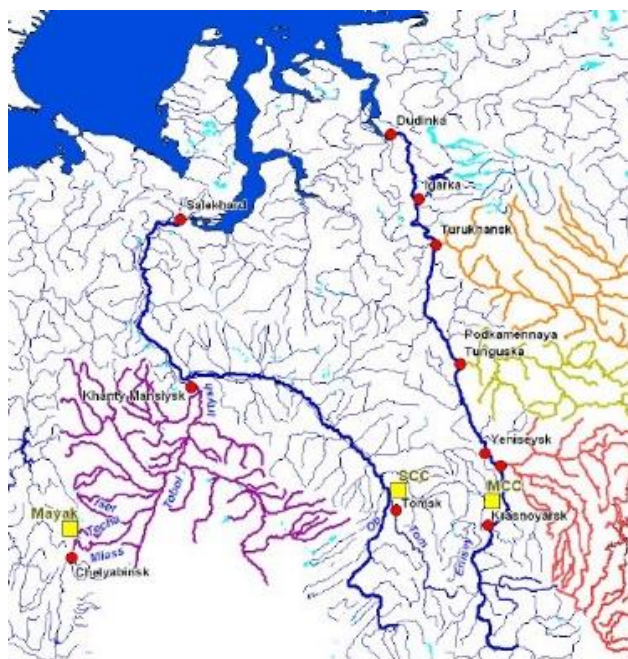 Dudinka
Igarka
Salekhard
Turukhansk
Podkamennaya
Tunguska
Khanty Mansiysk
Irtysh
Yeniseysk
SCC
MCC
Tomsk
Mayak
Iset
Techa
Tobol
Ob
Tom
Krasnoyarsk
Miass
Chelyabinsk
Enisey